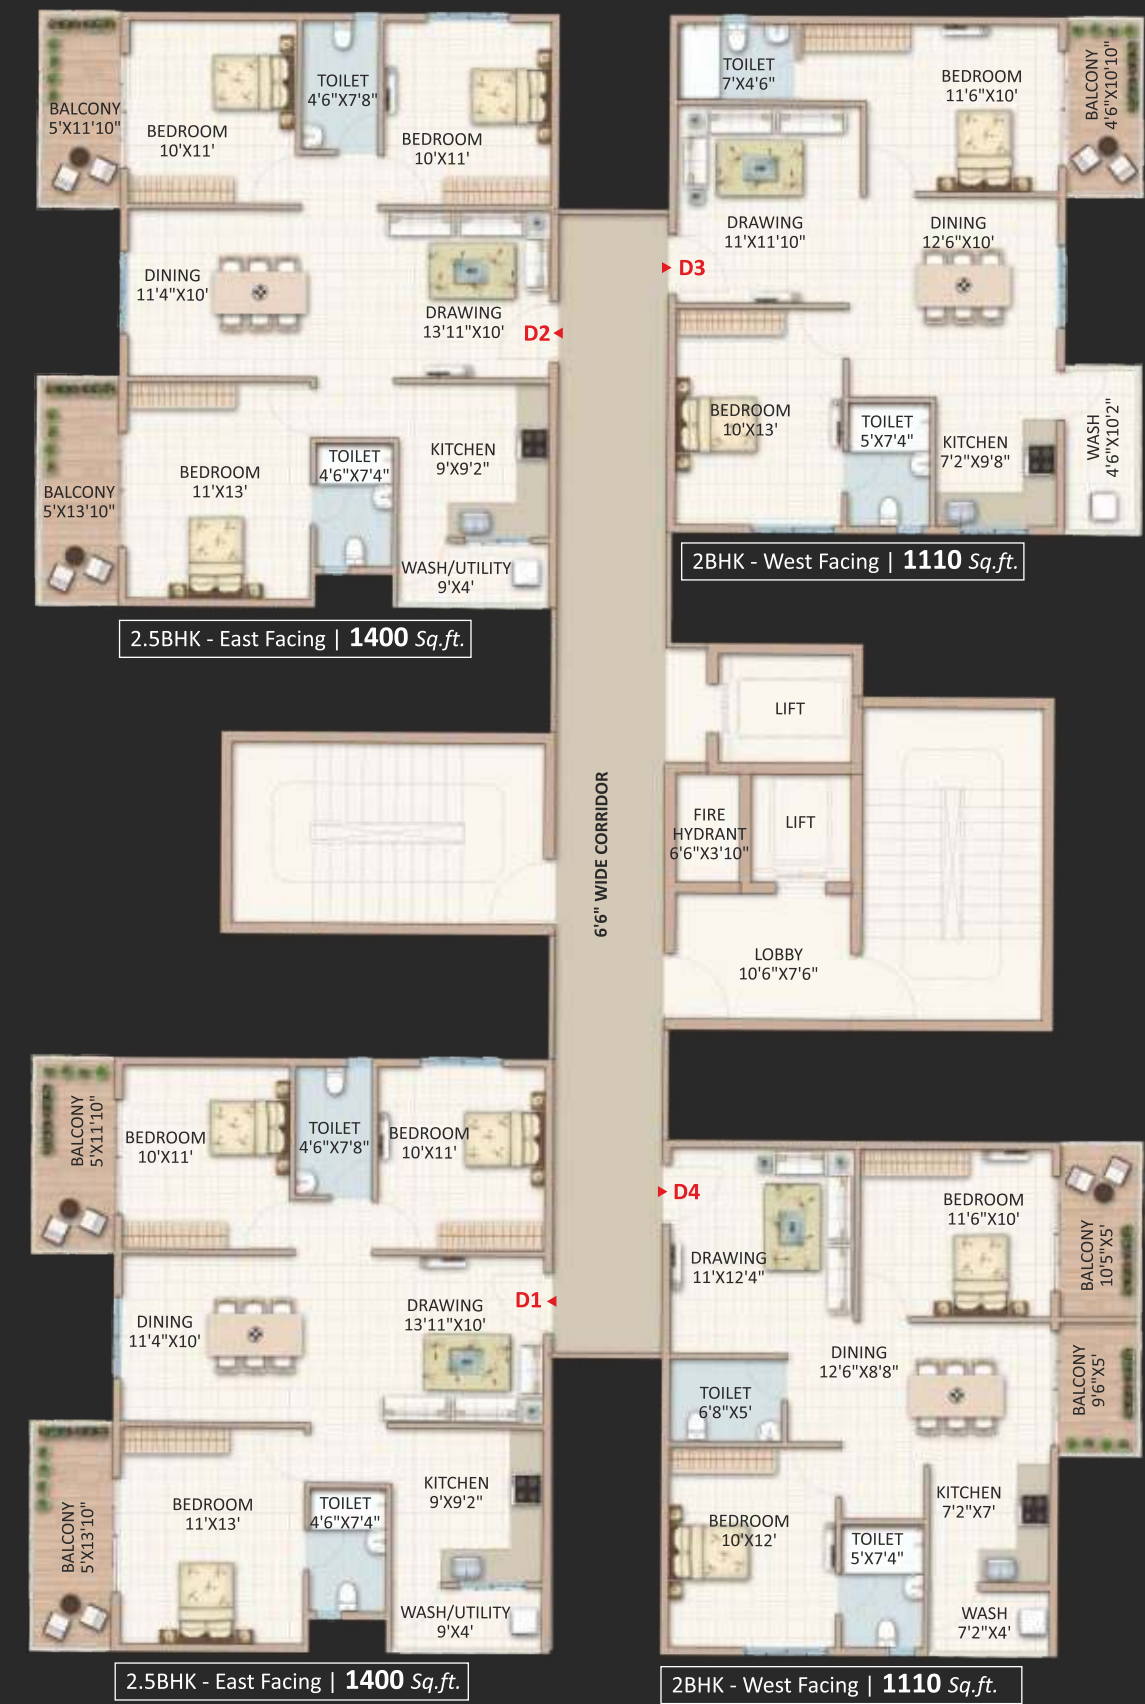 BALCONY
5'X11'10"
BEDROOM
10'X11'
TOILET
4'6"X7'8"
BEDROOM
10'X11'
DINING
11'4"X10'
DRAWING
13'11"X10'
D2
BALCONY
5'X13'10"
BEDROOM
11'X13'
TOILET
4'6"X7'4"
KITCHEN
9'X9'2"
WASH/UTILITY
9'X4'
2.5BHK - East Facing | 1400 Sq.ft.
TOILET
7'X4'6"
BEDROOM
11'6"X10'
BALCONY
4'6"X10'10"
DRAWING
11'X11'10"
DINING
12'6"X10'
D3
BEDROOM
10'X13'
TOILET
5'X7'4"
KITCHEN
7'2"X9'8"
WASH
4'6"X10'2"
2BHK - West Facing | 1110 Sq.ft.
6'6" WIDE CORRIDOR
LIFT
FIRE
HYDRANT
6'6"X3'10"
LIFT
LOBBY
10'6"X7'6"
BALCONY
5'X11'10"
BEDROOM
10'X11'
TOILET
4'6"X7'8"
BEDROOM
10'X11'
DINING
11'4"X10'
DRAWING
13'11"X10'
D1
BALCONY
5'X13'10"
BEDROOM
11'X13'
TOILET
4'6"X7'4"
KITCHEN
9'X9'2"
WASH/UTILITY
9'X4'
2.5BHK - East Facing | 1400 Sq.ft.
D4
DRAWING
11'X12'4"
BEDROOM
11'6"X10'
BALCONY
10'5"X5'
DINING
12'6"X8'8"
BALCONY
9'6"X5'
TOILET
6'8"X5'
BEDROOM
10'X12'
TOILET
5'X7'4"
KITCHEN
7'2"X7'
WASH
7'2"X4'
2BHK - West Facing | 1110 Sq.ft.